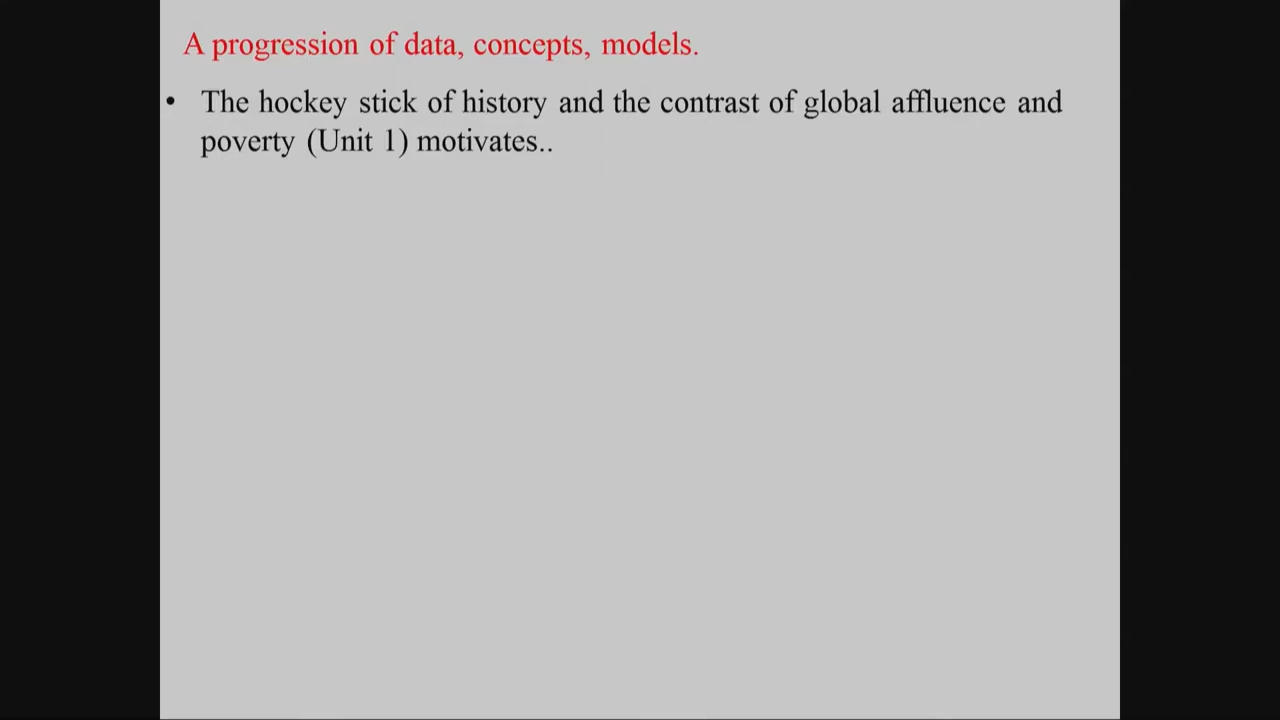 A progression of data, concepts, models.
• The hockey stick of history and the contrast of global affluence and
poverty (Unit 1) motivates..